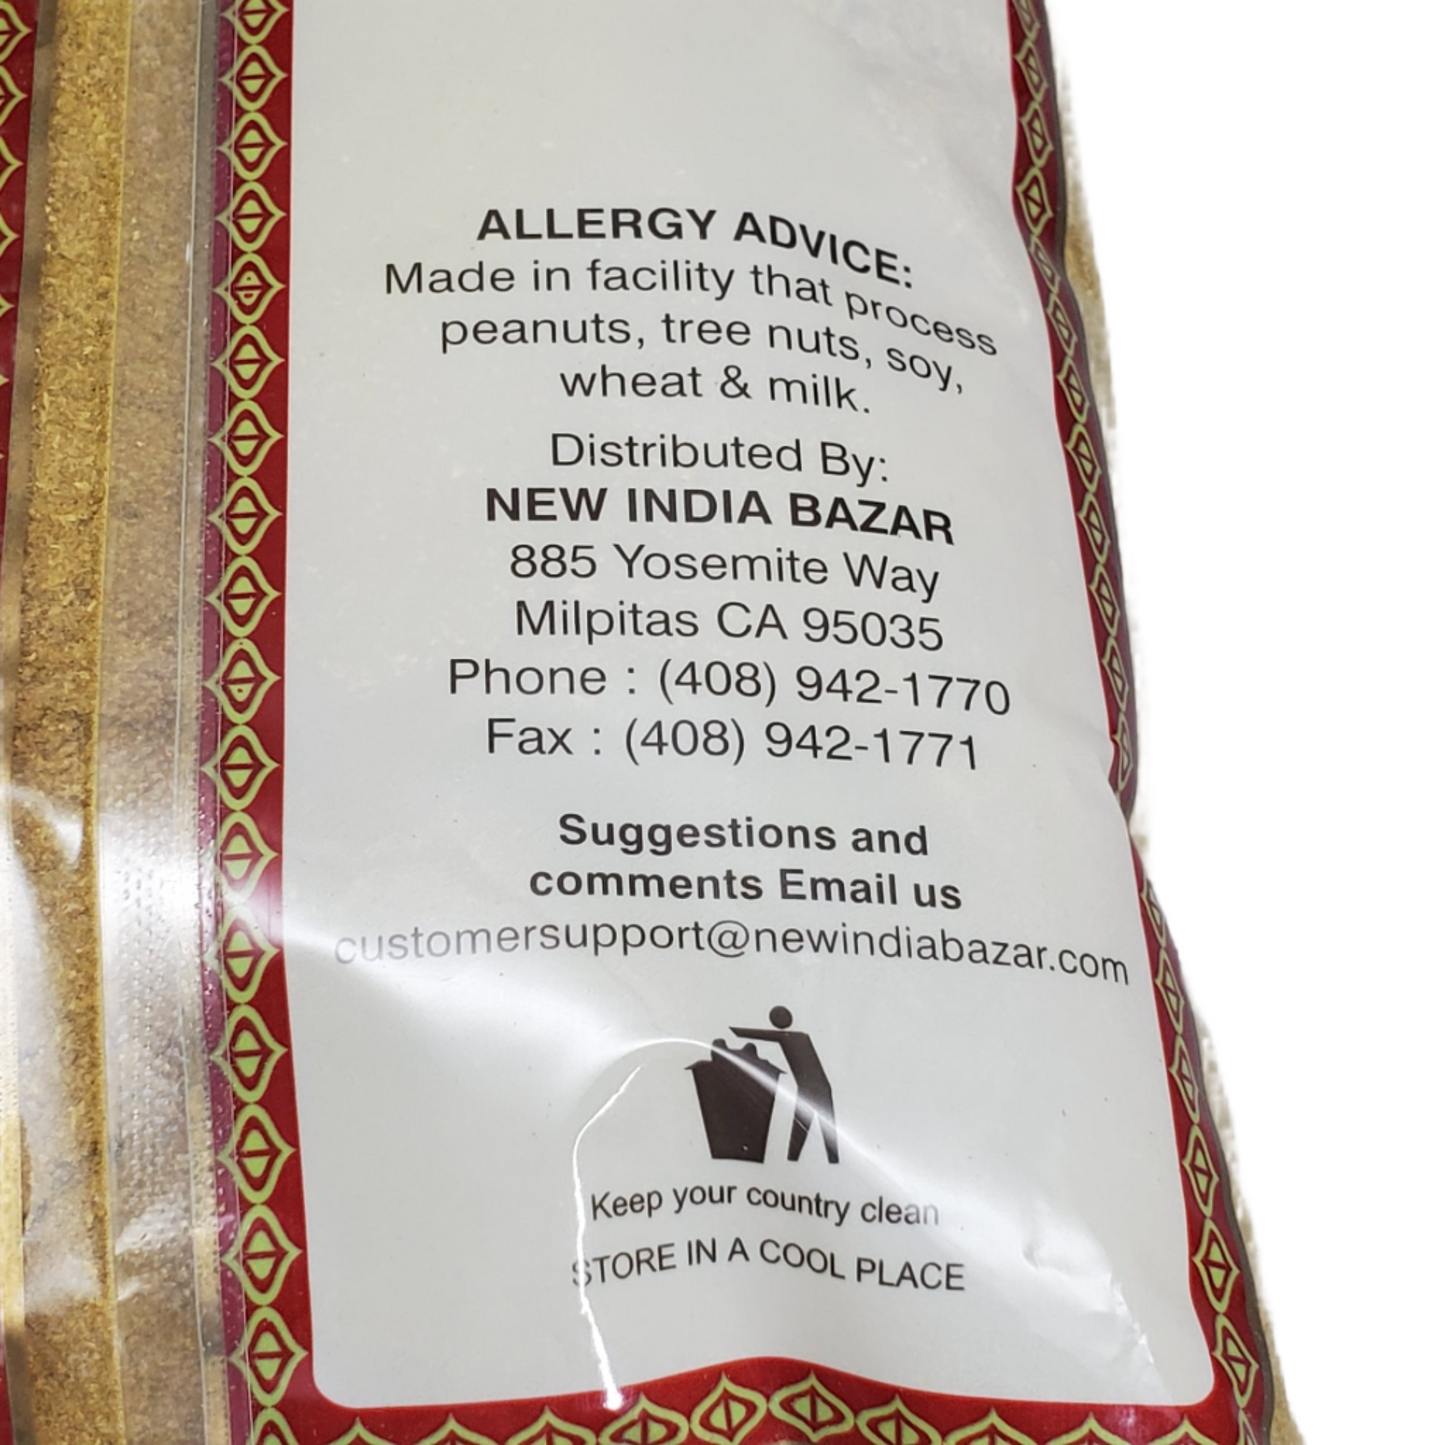 ALLERGY ADVICE:
Made in facility that process
peanuts, tree nuts, soy,
wheat & milk.
Distributed By:
NEW INDIA BAZAR
885 Yosemite Way
Milpitas CA 95035
Phone : (408) 942-1770
Fax : (408) 942-1771
Suggestions and
comments Email us
customersupport@newindiabazar.com
Keep your country clean
STORE IN A COOL PLACE